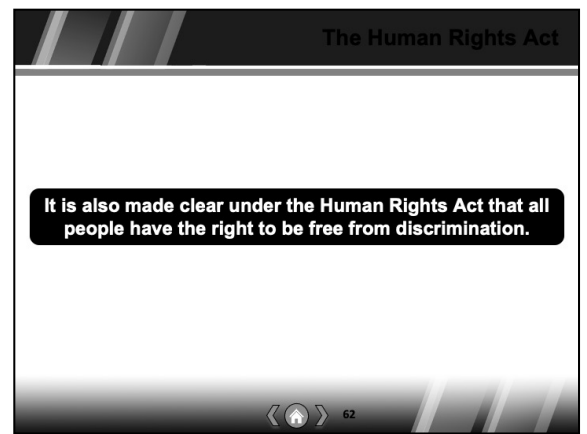 The Human Rights Act
It is also made clear under the Human Rights Act that all
people have the right to be free from discrimination.
62